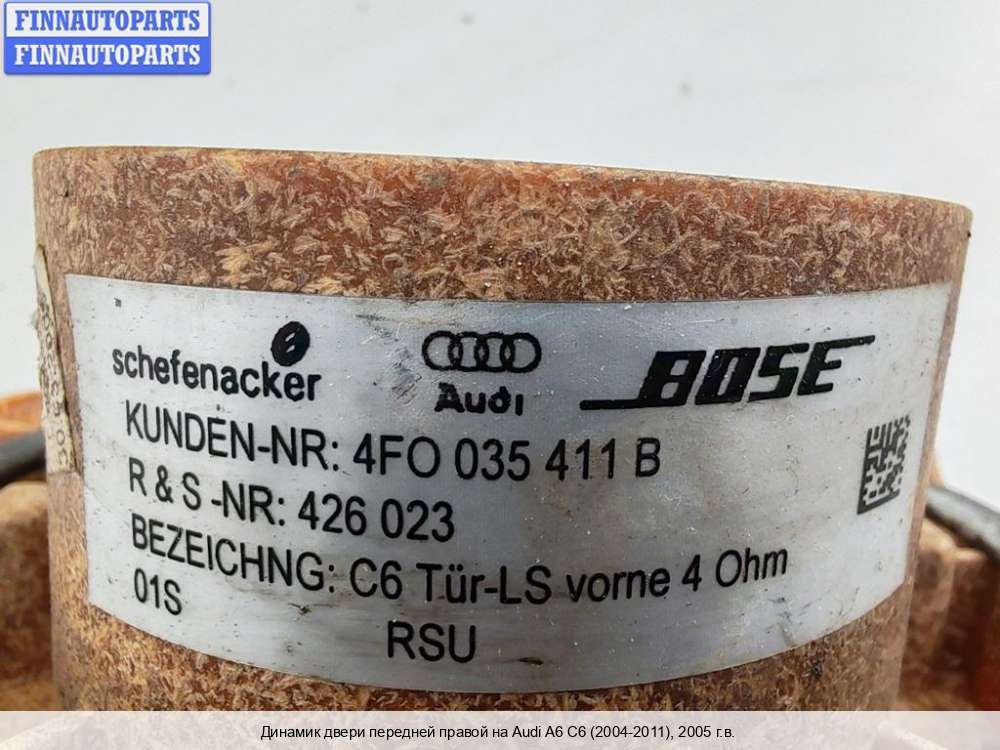 FINNAUTOPARTS
FINNAUTOPARTS
schefenacker Audi BOSE
KUNDEN-NR: 4FO 035 411 B
R & S -NR: 426 023
BEZEICHNG: C6 Tür-LS vorne 4 Ohm
01S
RSU
Динамик двери передней правой на Audi A6 C6 (2004-2011), 2005 г.в.